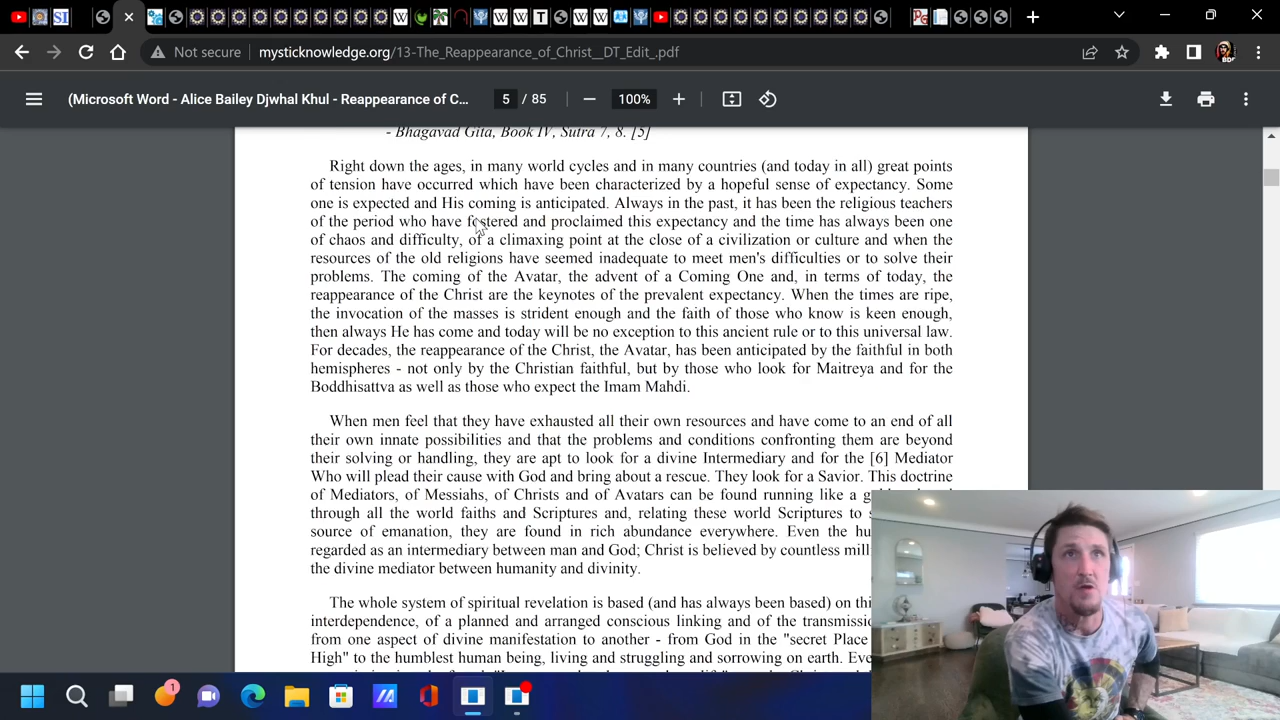 SI
W
W
T
W
W
Not secure
mysticknowledge.org/13-The_Reappearance_of_Christ__DT_Edit_.pdf
(Microsoft Word - Alice Bailey Djwhal Khul - Reappearance of C...
5 / 85
100%
- Bhagavad Gita, Book IV, Sutra 7, 8. [5]
Right down the ages, in many world cycles and in many countries (and today in all) great points
of tension have occurred which have been characterized by a hopeful sense of expectancy. Some
one is expected and His coming is anticipated. Always in the past, it has been the religious teachers
of the period who have fostered and proclaimed this expectancy and the time has always been one
of chaos and difficulty, of a climaxing point at the close of a civilization or culture and when the
resources of the old religions have seemed inadequate to meet men's difficulties or to solve their
problems. The coming of the Avatar, the advent of a Coming One and, in terms of today, the
reappearance of the Christ are the keynotes of the prevalent expectancy. When the times are ripe,
the invocation of the masses is strident enough and the faith of those who know is keen enough,
then always He has come and today will be no exception to this ancient rule or to this universal law.
For decades, the reappearance of the Christ, the Avatar, has been anticipated by the faithful in both
hemispheres - not only by the Christian faithful, but by those who look for Maitreya and for the
Boddhisattva as well as those who expect the Imam Mahdi.
When men feel that they have exhausted all their own resources and have come to an end of all
their own innate possibilities and that the problems and conditions confronting them are beyond
their solving or handling, they are apt to look for a divine Intermediary and for the [6] Mediator
Who will plead their cause with God and bring about a rescue. They look for a Savior. This doctrine
of Mediators, of Messiahs, of Christs and of Avatars can be found running like a
through all the world faiths and Scriptures and, relating these world Scriptures to
source of emanation, they are found in rich abundance everywhere. Even the
regarded as an intermediary between man and God; Christ is believed by countless
the divine mediator between humanity and divinity.
The whole system of spiritual revelation is based (and has always been based) on
interdependence, of a planned and arranged conscious linking and of the
from one aspect of divine manifestation to another - from God in the "secret Place
High" to the humblest human being, living and struggling and sorrowing on earth.
1